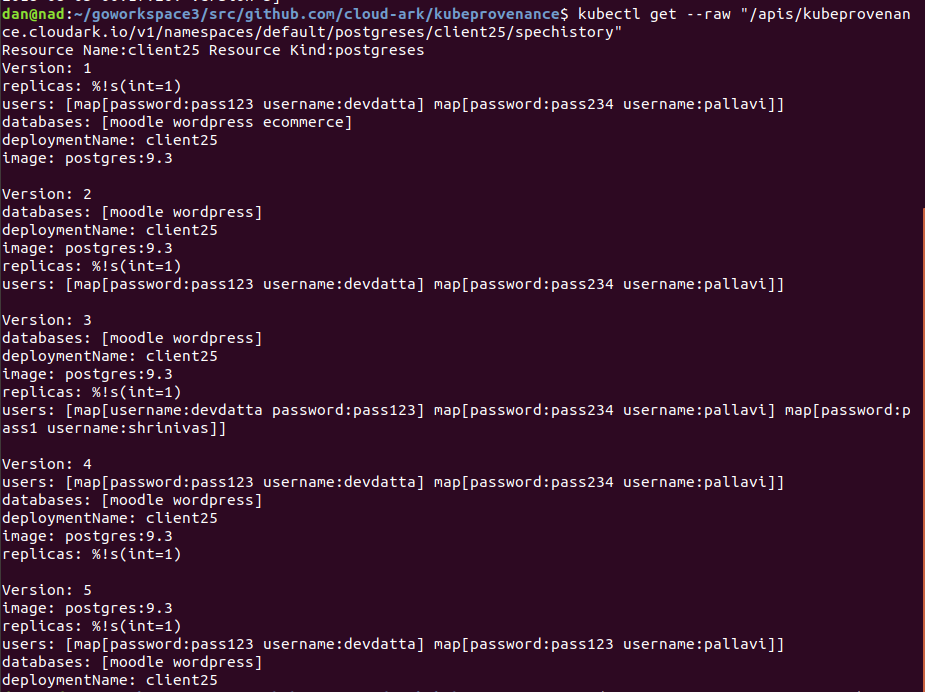 dan@nad:~/goworkspace3/src/github.com/cloud-ark/kubeprovenance$ kubectl get --raw "/apis/kubeprovenan
ce.cloudark.io/v1/namespaces/default/postgreses/client25/spechistory"
Resource Name:client25 Resource Kind:postgreses
Version: 1
replicas: %!s(int=1)
users: [map[password:pass123 username:devdatta] map[password:pass234 username:pallavi]]
databases: [moodle wordpress ecommerce]
deploymentName: client25
image: postgres:9.3

Version: 2
databases: [moodle wordpress]
deploymentName: client25
image: postgres:9.3
replicas: %!s(int=1)
users: [map[password:pass123 username:devdatta] map[password:pass234 username:pallavi]]

Version: 3
databases: [moodle wordpress]
deploymentName: client25
image: postgres:9.3
replicas: %!s(int=1)
users: [map[username:devdatta password:pass123] map[password:pass234 username:pallavi] map[password:p
ass1 username:shrinivas]]

Version: 4
users: [map[password:pass123 username:devdatta] map[password:pass234 username:pallavi]]
databases: [moodle wordpress]
deploymentName: client25
image: postgres:9.3
replicas: %!s(int=1)

Version: 5
image: postgres:9.3
replicas: %!s(int=1)
users: [map[password:pass123 username:devdatta] map[password:pass123 username:pallavi]]
databases: [moodle wordpress]
deploymentName: client25